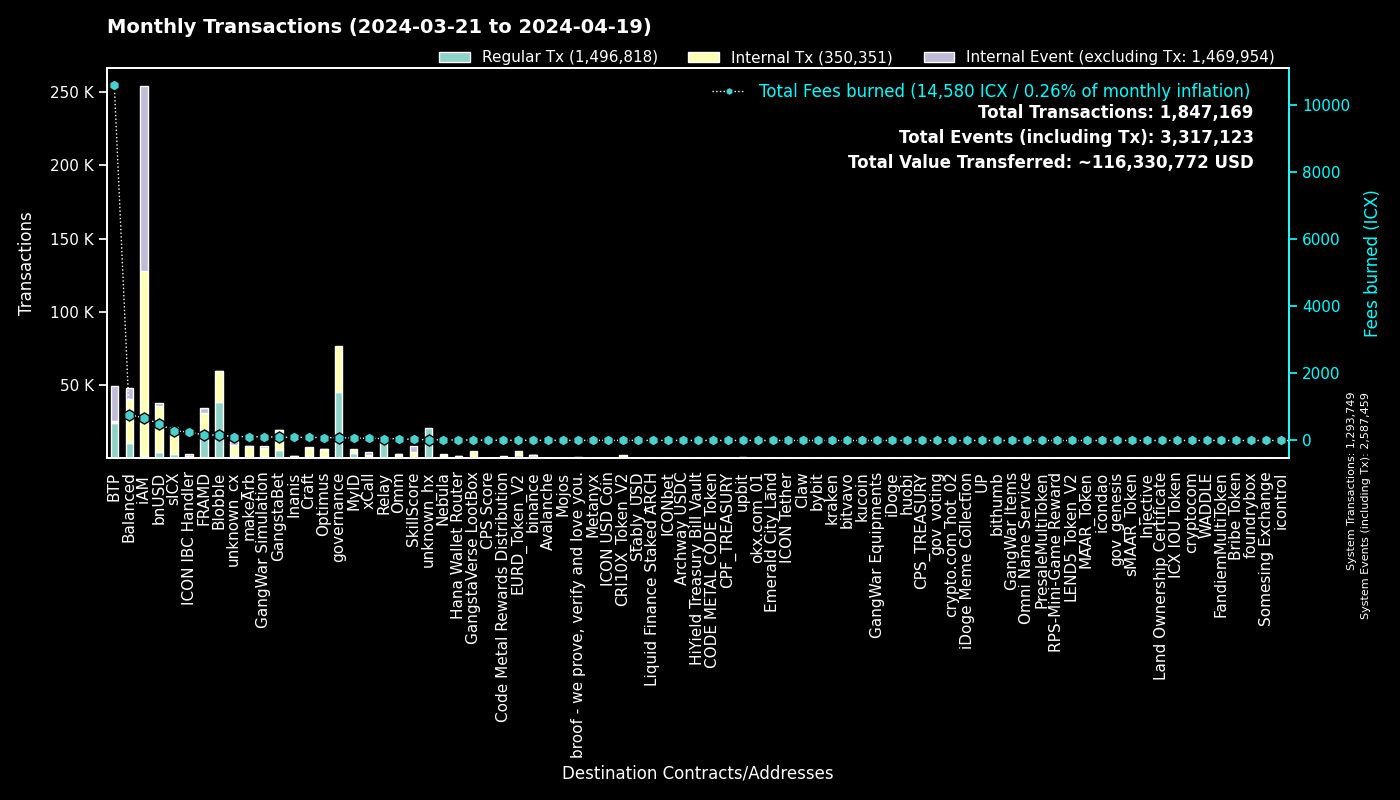 Monthly Transactions (2024-03-21 to 2024-04-19)
Regular Tx (1,496,818)
Internal Tx (350,351)
Internal Event (excluding Tx: 1,469,954)
Total Fees burned (14,580 ICX / 0.26% of monthly inflation)
Total Transactions: 1,847,169
Total Events (including Tx): 3,317,123
Total Value Transferred: ~116,330,772 USD
Transactions
250 K
200 K
150 K
100 K
50 K
10000
8000
6000
4000
2000
0
Fees burned (ICX)
System Transactions: 1,293,749
System Events (including Tx): 2,587,459
BTP
Balanced
IAM
bnUSD
sICX
ICON IBC Handler
FRAMD
Blobble
unknown_cx
makeArb
GangWar Simulation
GangstaBet
Inanis
Craft
Optimus
governance
MyID
xCall
Relay
Omm
SkillScore
unknown_hx
Nebula
Hana Wallet Router
GangstaVerse LootBox
CPS Score
Code Metal Rewards Distribution
EURD_Token_V2
binance
Avalanche
Mojos
broof - we prove, verify and love you.
Metanyx
ICON USD Coin
CRI10X_Token_V2
Stably_USD
Liquid Finance Staked ARCH
ICONbet
Archway_USDC
HiYield Treasury Bill Vault
CODE METAL CODE Token
CPF_TREASURY
upbit
okx.com_01
Emerald City Land
ICON_Tether
Claw
bybit
kraken
bitvavo
kucoin
GangWar Equipments
iDoge
huobi
CPS_TREASURY
gov_voting
crypto.com_hot_02
iDoge Meme Collection
UP
bithumb
GangWar Items
Omni Name Service
PresaleMultiToken
RPS-Mini-Game Reward
LEND5_Token_V2
MAAR_Token
icondao
gov_genesis
sMAAR_Token
Injective
Land Ownership Certificate
ICX IOU Token
cryptocom
WADDLE
FandiemMultiToken
Bribe Token
foundrybox
Somesing Exchange
icontrol
Destination Contracts/Addresses